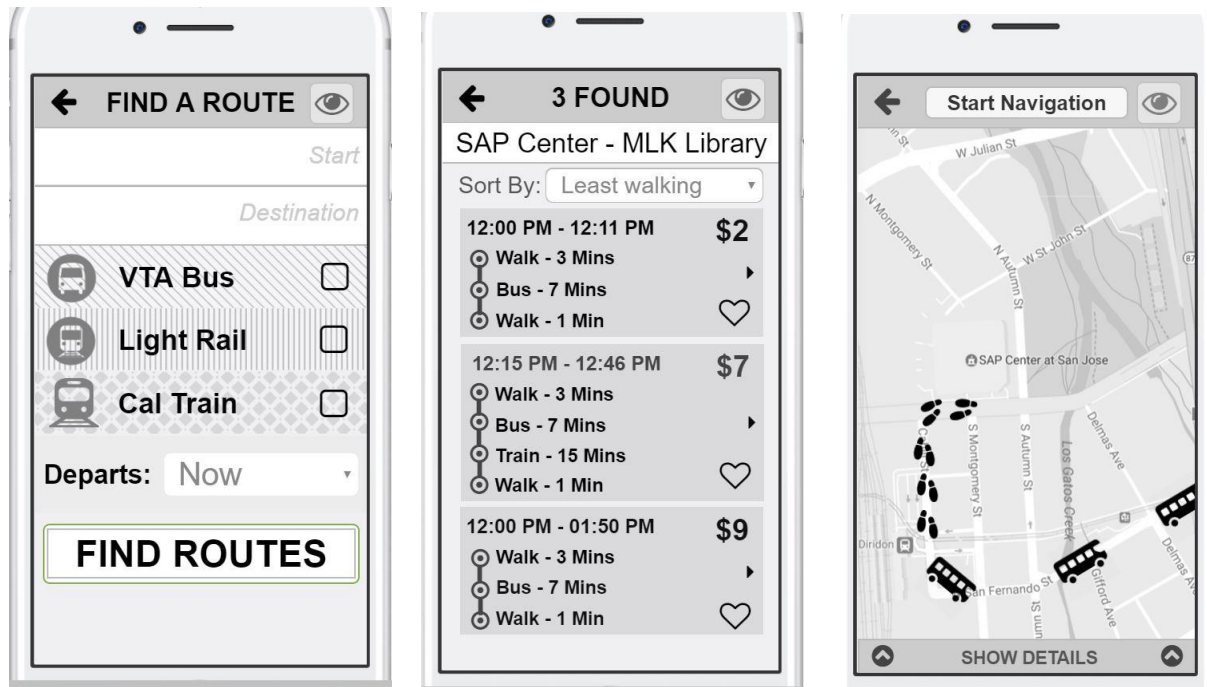 FIND A ROUTE
Start
Destination
VTA Bus
Light Rail
Cal Train
Departs: Now
FIND ROUTES
3 FOUND
SAP Center - MLK Library
Sort By: Least walking
12:00 PM - 12:11 PM $2
Walk - 3 Mins
Bus - 7 Mins
Walk - 1 Min
12:15 PM - 12:46 PM $7
Walk - 3 Mins
Bus - 7 Mins
Train - 15 Mins
Walk - 1 Min
12:00 PM - 01:50 PM $9
Walk - 3 Mins
Bus - 7 Mins
Walk - 1 Min
Start Navigation
W Julian St
N Montgomery St
N Autumn St
W St John St
87
SAP Center at San Jose
S Montgomery St
S Autumn St
Los Gatos Creek
Delmas Ave
Diridon
San Fernando St
Gifford Ave
Delmas Ave
SHOW DETAILS